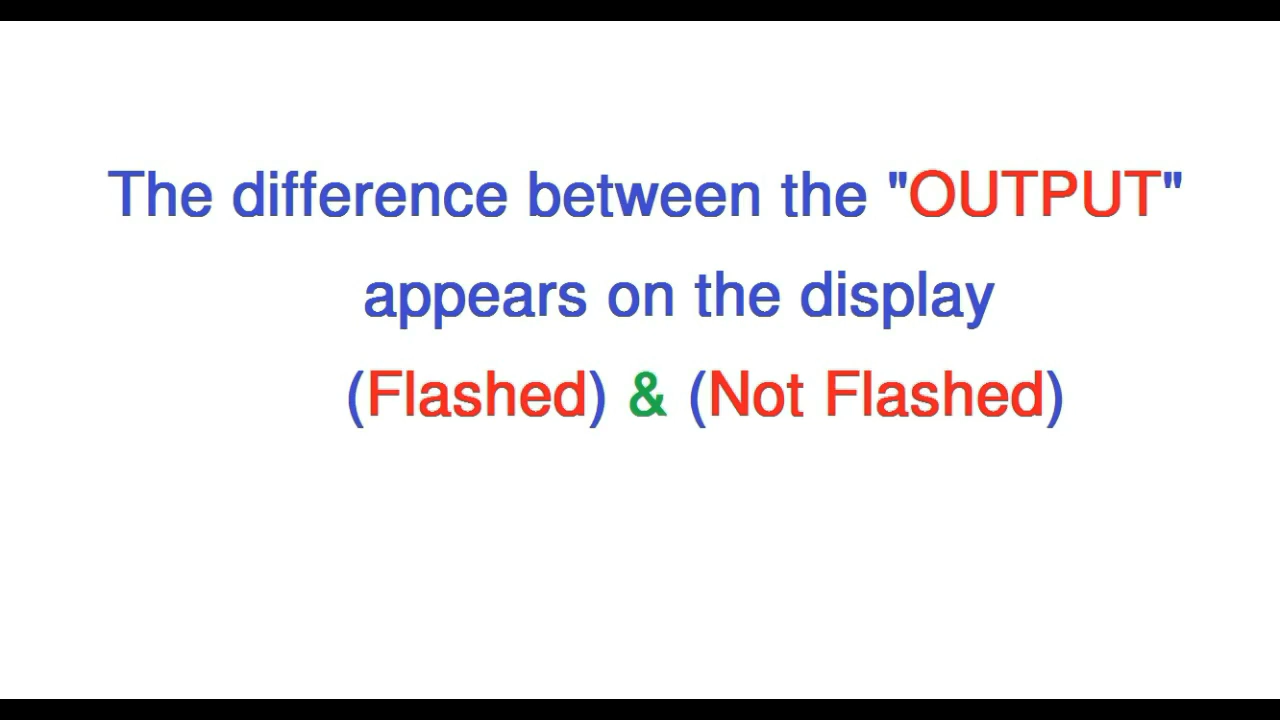 The difference between the "OUTPUT"
appears on the display
(Flashed) & (Not Flashed)